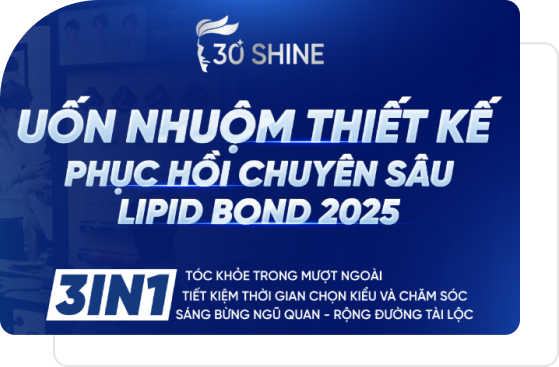 30 SHINE
UỐN NHUỘM THIẾT KẾ
PHỤC HỒI CHUYÊN SÂU
LIPID BOND 2025
3IN1
TÓC KHỎE TRONG MƯỢT NGOÀI
TIẾT KIỆM THỜI GIAN CHỌN KIỂU VÀ CHĂM SÓC
SÁNG BỪNG NGŨ QUAN - RỘNG ĐƯỜNG TÀI LỘC